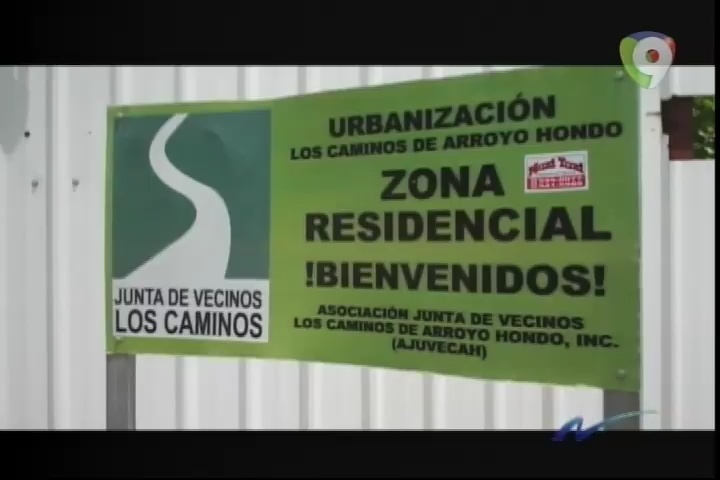 9
URBANIZACIÓN
LOS CAMINOS DE ARROYO HONDO
ZONA
RESIDENCIAL
!BIENVENIDOS!
ASOCIACIÓN JUNTA DE VECINOS
LOS CAMINOS DE ARROYO HONDO, INC.
(AJUVECAH)
JUNTA DE VECINOS
LOS CAMINOS